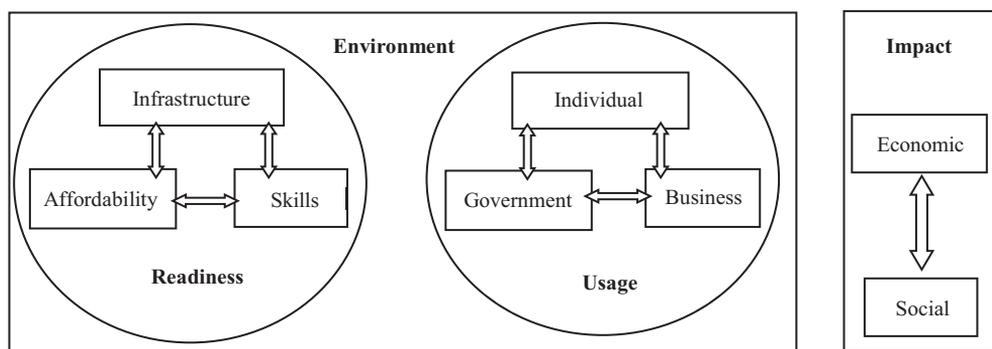 Environment
Infrastructure
Affordability
Skills
Readiness
Individual
Government
Business
Usage
Impact
Economic
Social